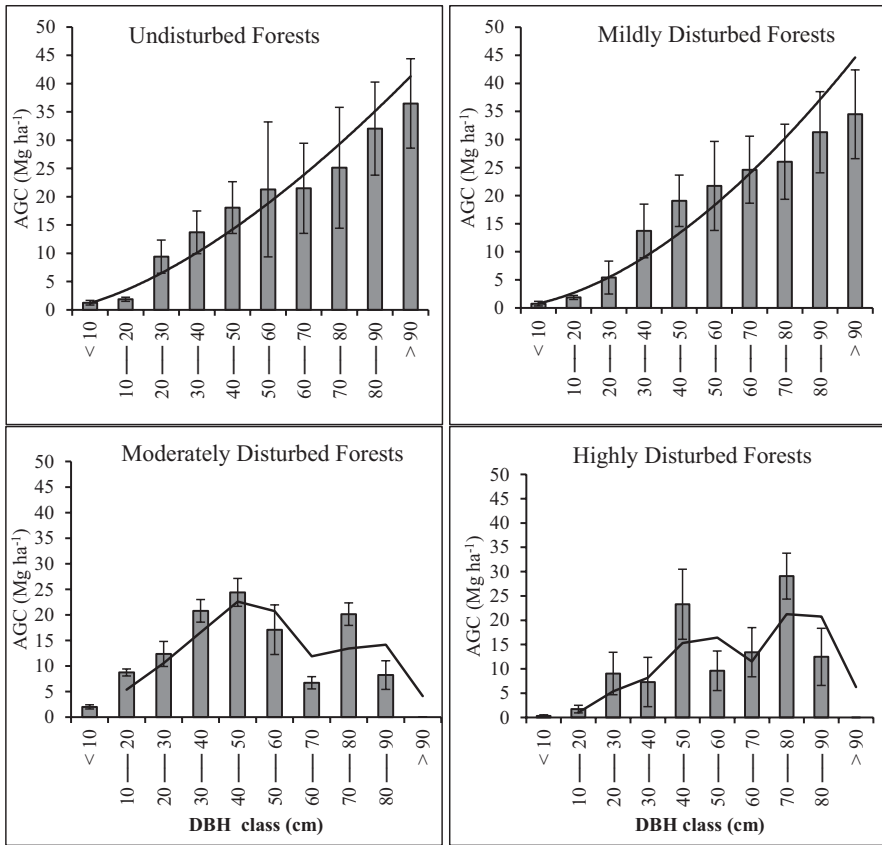 Undisturbed Forests
AGC (Mg ha-1)
50
45
40
35
30
25
20
15
10
5
0
< 10
10 —— 20
20 —— 30
30 —— 40
40 —— 50
50 —— 60
60 —— 70
70 —— 80
80 —— 90
> 90
Mildly Disturbed Forests
AGC (Mg ha-1)
50
45
40
35
30
25
20
15
10
5
0
< 10
10 —— 20
20 —— 30
30 —— 40
40 —— 50
50 —— 60
60 —— 70
70 —— 80
80 —— 90
> 90
Moderately Disturbed Forests
AGC (Mg ha-1)
50
45
40
35
30
25
20
15
10
5
0
< 10
10 —— 20
20 —— 30
30 —— 40
40 —— 50
50 —— 60
60 —— 70
70 —— 80
80 —— 90
> 90
DBH class (cm)
Highly Disturbed Forests
AGC (Mg ha-1)
50
45
40
35
30
25
20
15
10
5
0
< 10
10 —— 20
20 —— 30
30 —— 40
40 —— 50
50 —— 60
60 —— 70
70 —— 80
80 —— 90
> 90
DBH class (cm)